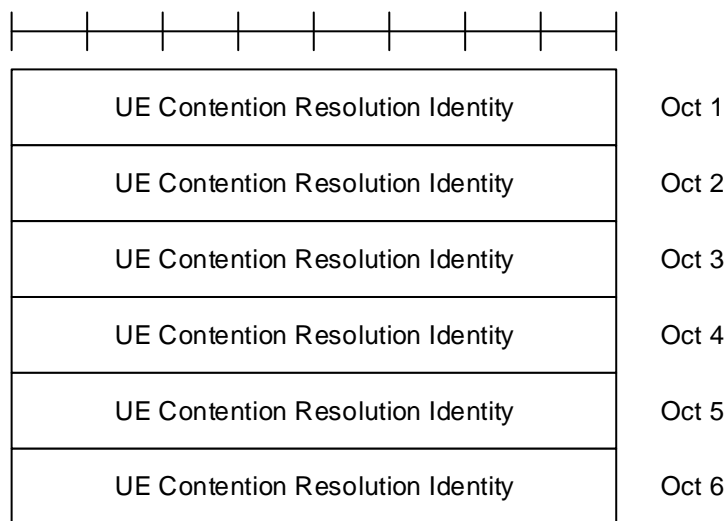 UE Contention Resolution Identity Oct 1
UE Contention Resolution Identity Oct 2
UE Contention Resolution Identity Oct 3
UE Contention Resolution Identity Oct 4
UE Contention Resolution Identity Oct 5
UE Contention Resolution Identity Oct 6